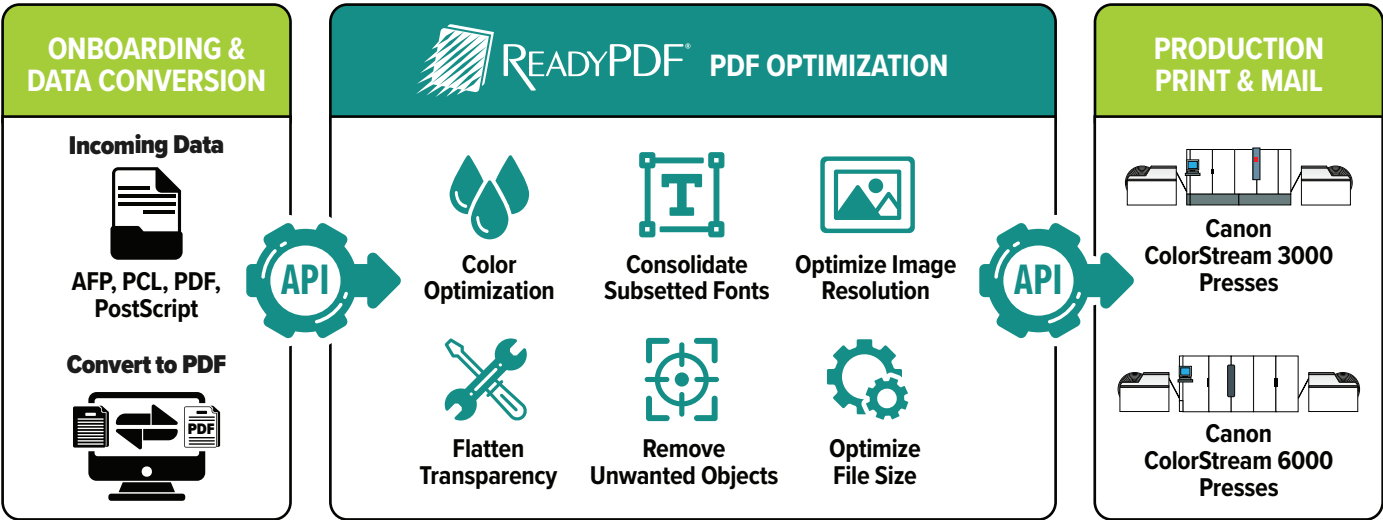 ONBOARDING &
DATA CONVERSION
Incoming Data
AFP, PCL, PDF,
PostScript
Convert to PDF
PDF
API
READYPDF® PDF OPTIMIZATION
Color
Optimization
Consolidate
Subsetted Fonts
Optimize Image
Resolution
Flatten
Transparency
Remove
Unwanted Objects
Optimize
File Size
API
PRODUCTION
PRINT & MAIL
Canon
ColorStream 3000
Presses
Canon
ColorStream 6000
Presses